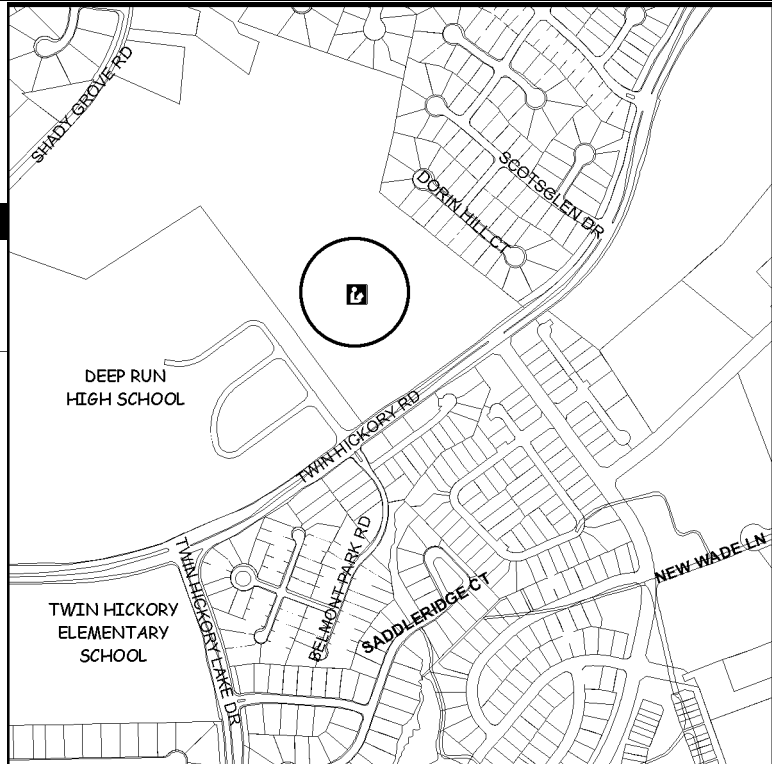 SHADY GROVE RD
SCOTSGLEN DR
DORIN HILL CT
DEEP RUN
HIGH SCHOOL
TWIN HICKORY RD
BELMONT PARK RD
TWIN HICKORY LAKE DR
SADDLERIDGE CT
NEW WADE LN
TWIN HICKORY
ELEMENTARY
SCHOOL